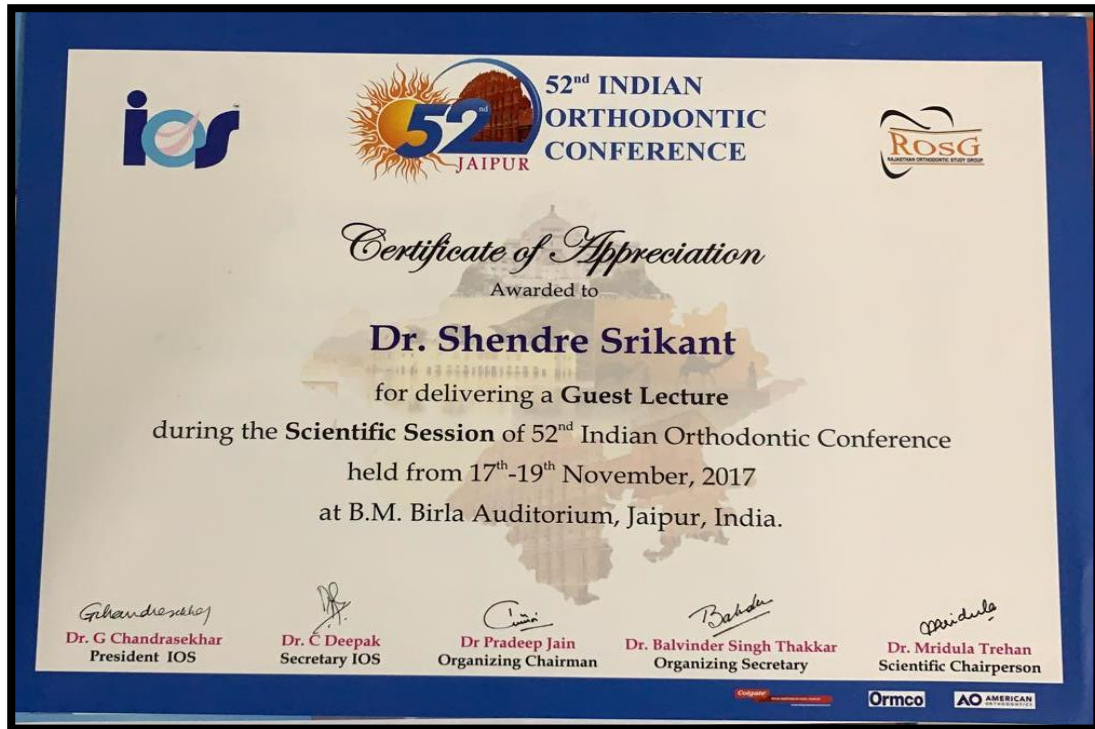 ios
52nd
JAIPUR
52nd INDIAN
ORTHODONTIC
CONFERENCE
ROSG
RAJASTHAN ORTHODONTIC STUDY GROUP
Certificate of Appreciation
Awarded to
Dr. Shendre Srikant
for delivering a Guest Lecture
during the Scientific Session of 52nd Indian Orthodontic Conference
held from 17th-19th November, 2017
at B.M. Birla Auditorium, Jaipur, India.
GChandrasekhar
Mridula
Dr. G Chandrasekhar
President IOS
Dr. C Deepak
Secretary IOS
Dr Pradeep Jain
Organizing Chairman
Dr. Balvinder Singh Thakkar
Organizing Secretary
Dr. Mridula Trehan
Scientific Chairperson
Colgate
Ormco
AO AMERICAN
ORTHODONTICS